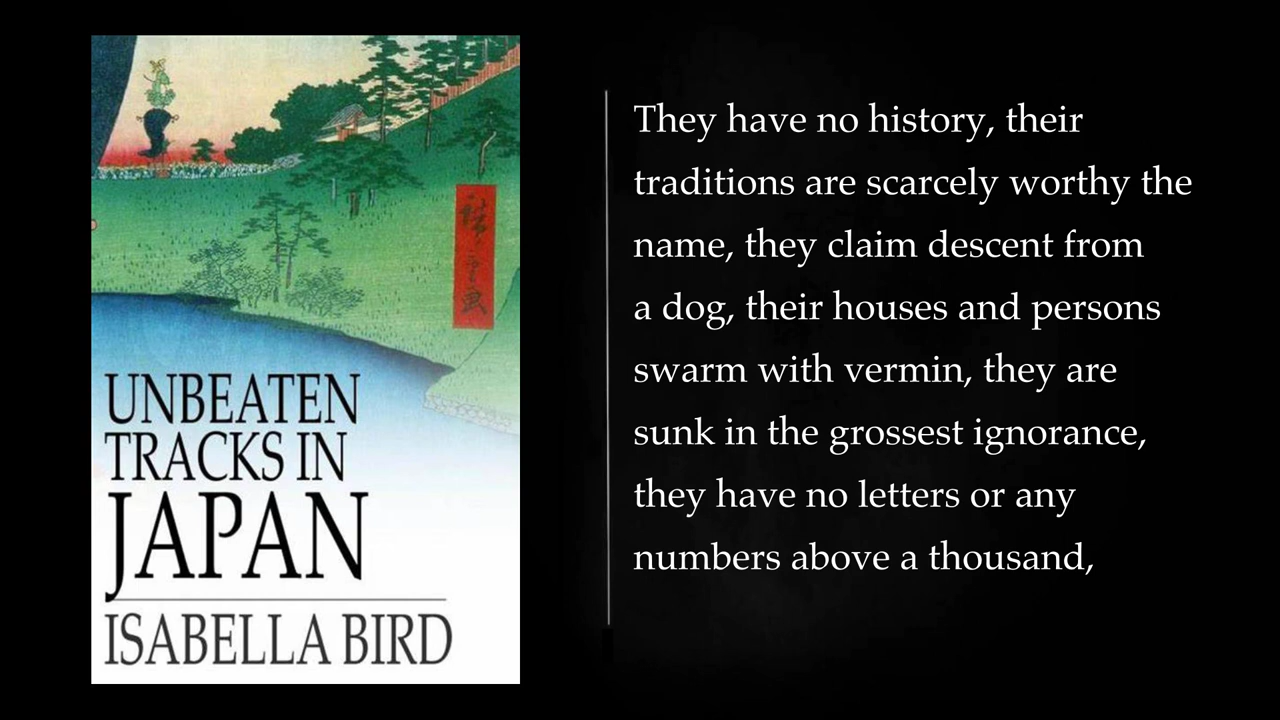 UNBEATEN
TRACKS IN
JAPAN
ISABELLA BIRD
They have no history, their
traditions are scarcely worthy the
name, they claim descent from
a dog, their houses and persons
swarm with vermin, they are
sunk in the grossest ignorance,
they have no letters or any
numbers above a thousand,